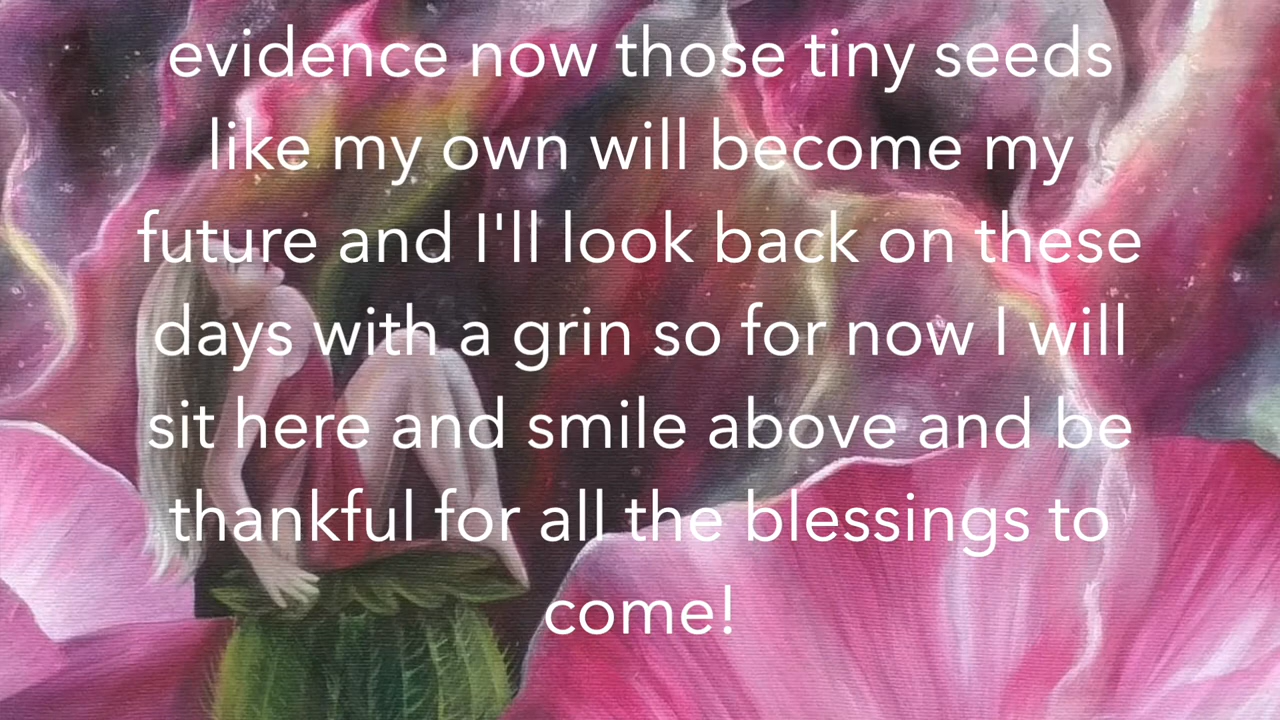 evidence now those tiny seeds
like my own will become my
future and I'll look back on these
days with a grin so for now I will
sit here and smile above and be
thankful for all the blessings to
come!